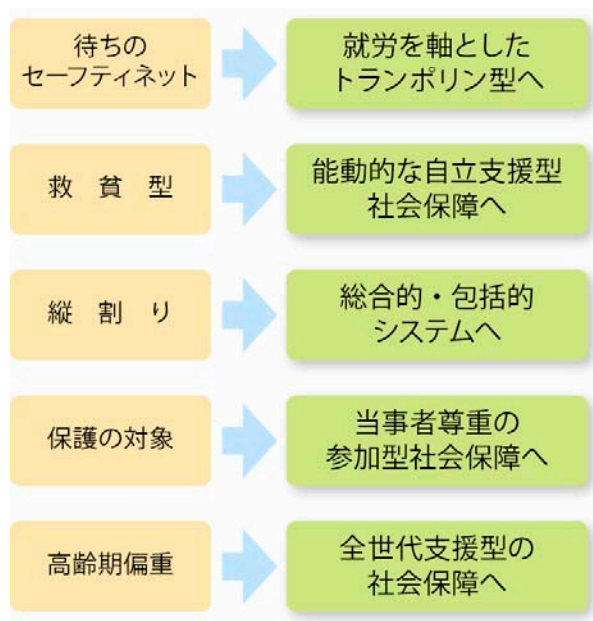 待ちの
セーフティネット
就労を軸とした
トランポリン型へ
救 貧 型
能動的な自立支援型
社会保障へ
縦 割 り
総合的・包括的
システムへ
保護の対象
当事者尊重の
参加型社会保障へ
高齢期偏重
全世代支援型の
社会保障へ